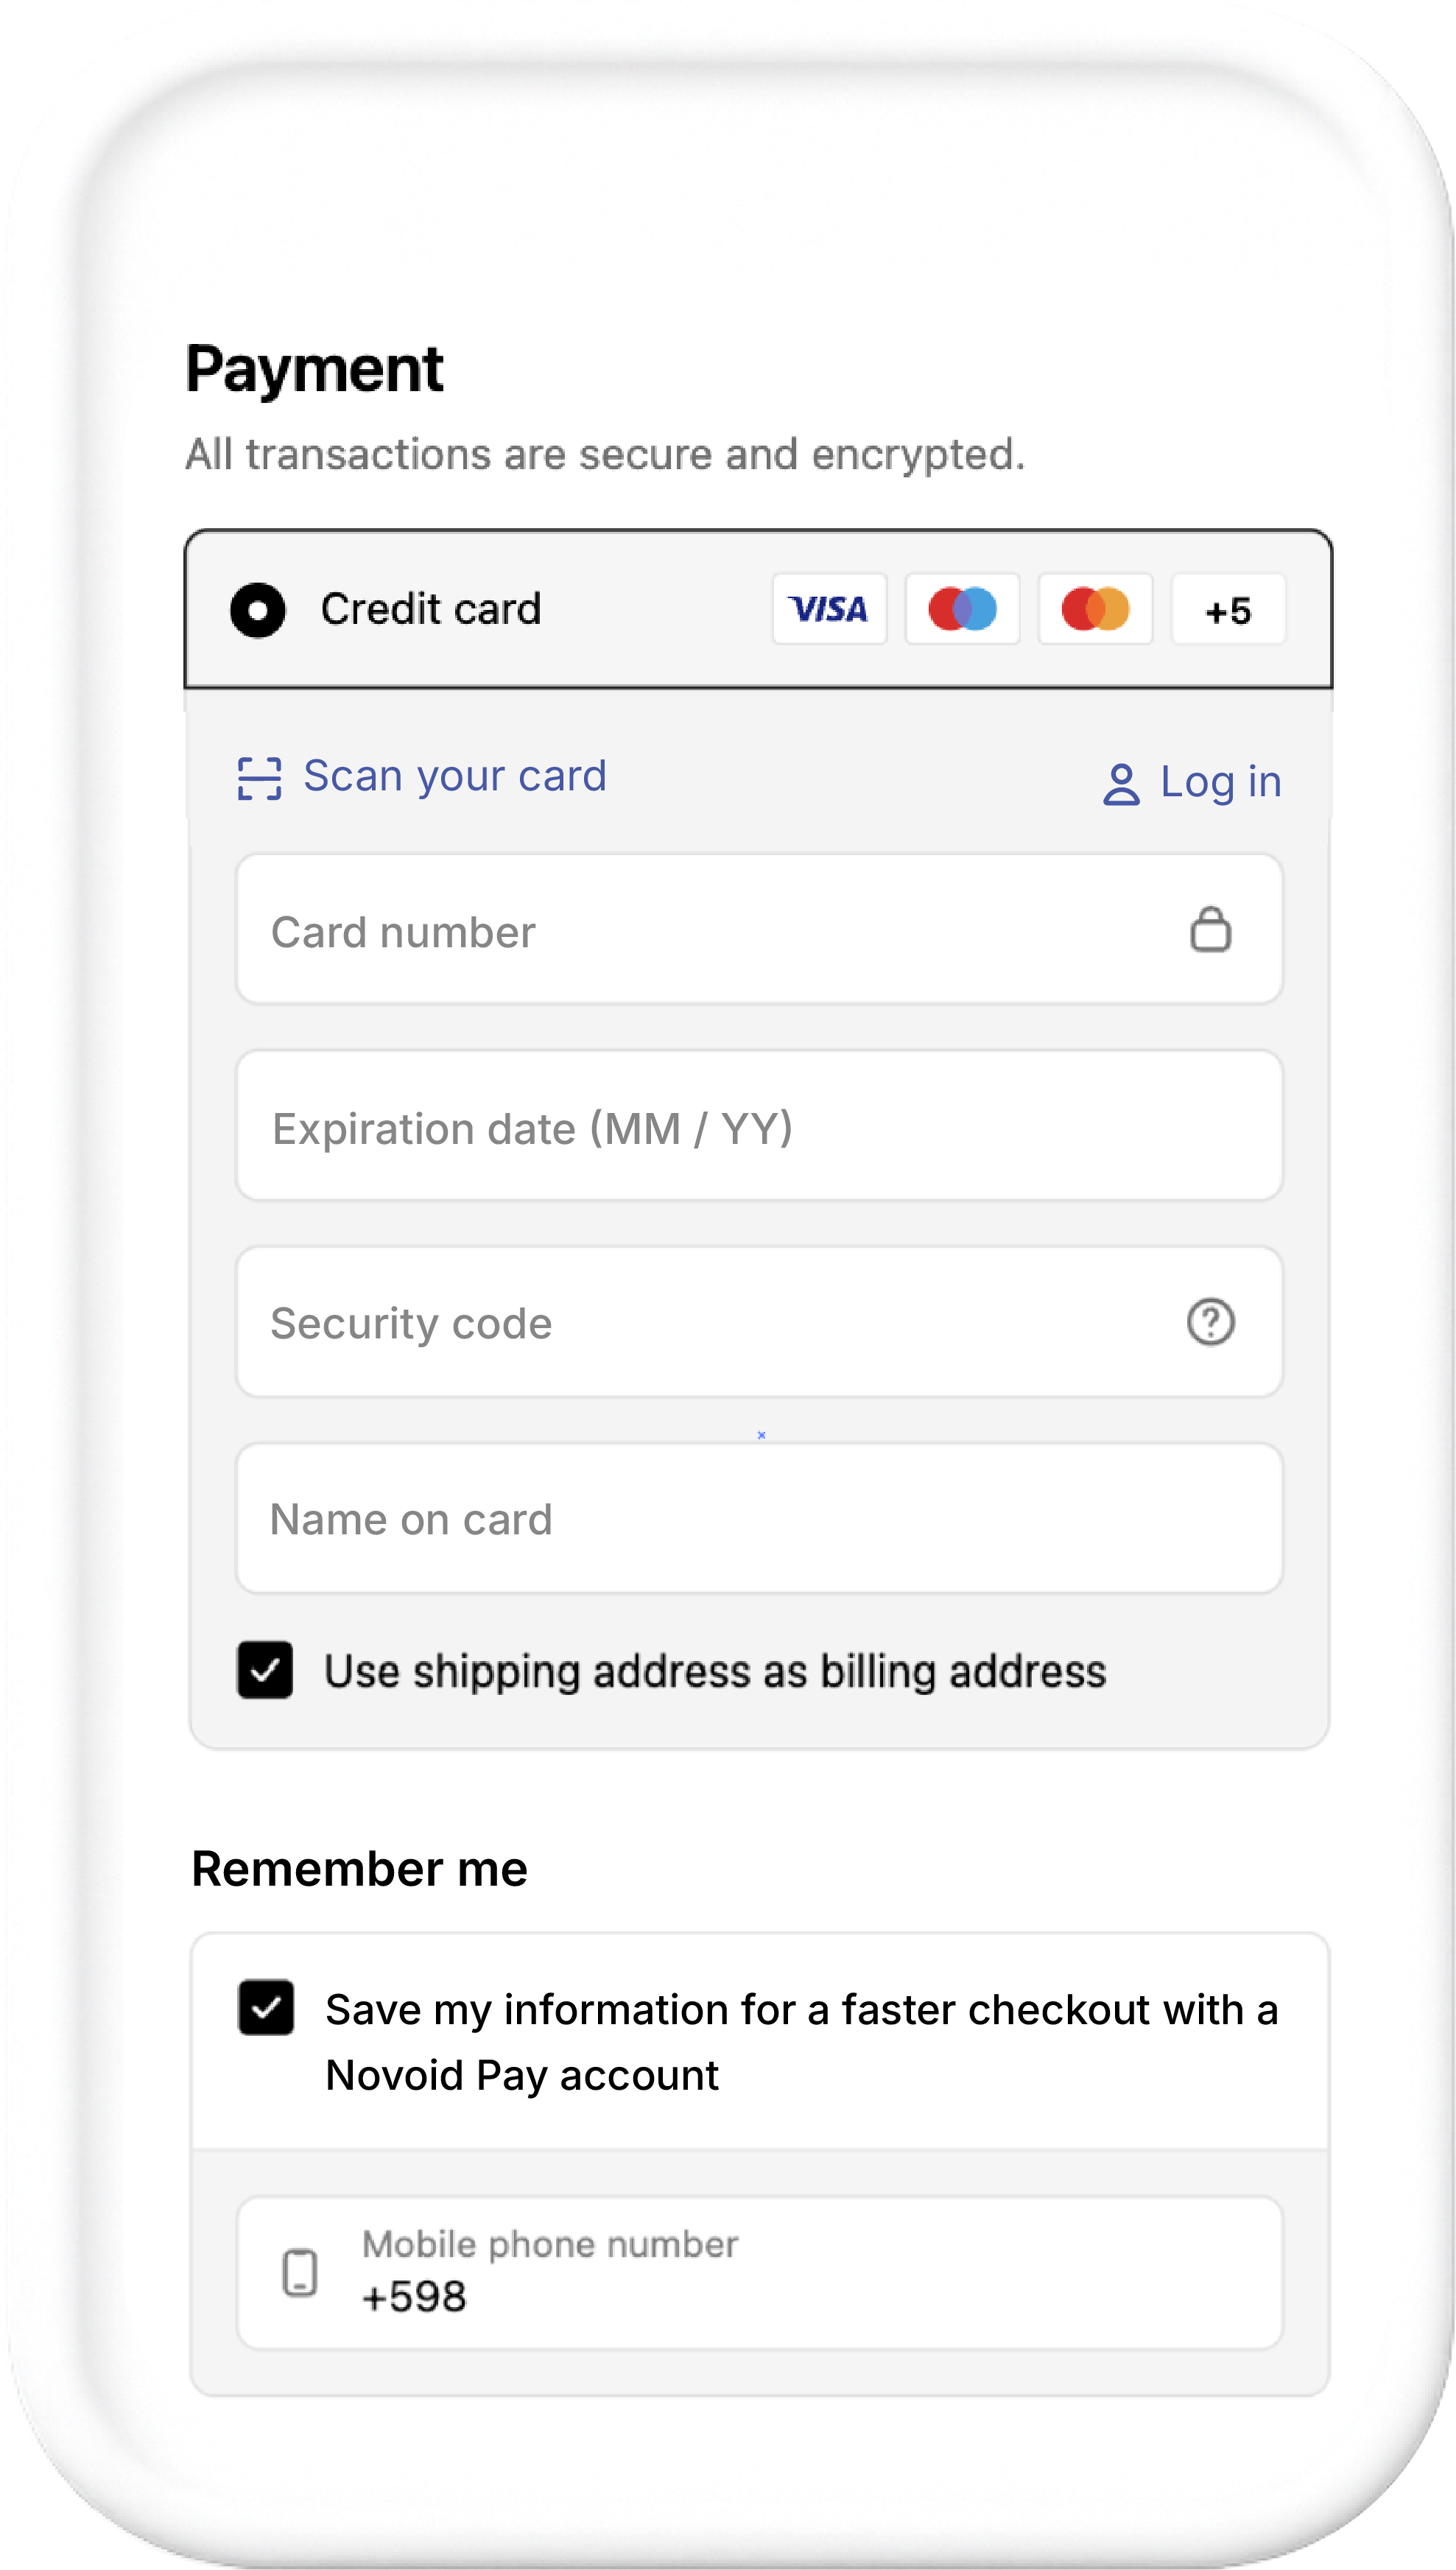 Payment
All transactions are secure and encrypted.
Credit card VISA +5
Scan your card Log in
Card number
Expiration date (MM / YY)
Security code
Name on card
Use shipping address as billing address
Remember me
Save my information for a faster checkout with a
Novoid Pay account
Mobile phone number
+598